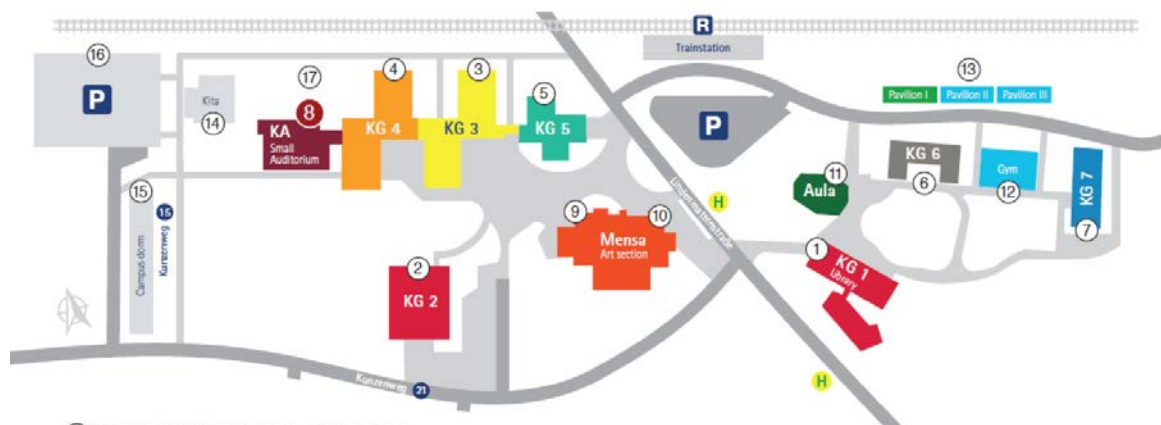 R
Trainstation
16
P
17
4
3
13
Pavilion I
Pavilion II
Pavilion III
Kita
14
8
KA
Small
Auditorium
KG 4
KG 3
5
KG 5
P
KG 6
6
11
Aula
Gym
12
KG 7
7
15
15
Kunzenweg
Campus dorm
H
Lindenmattenstraße
9
10
Mensa
Art section
1
KG 1
Library
2
KG 2
H
Kunzenweg 21